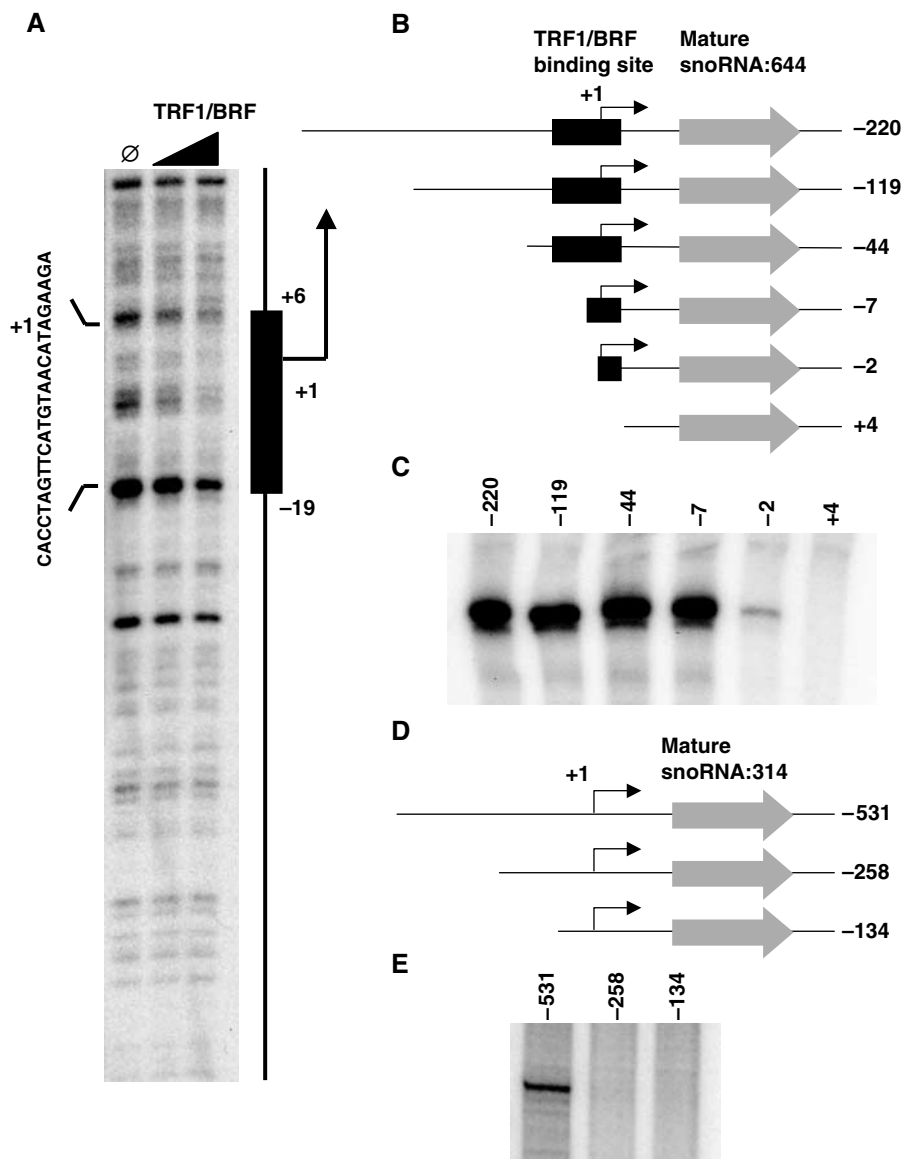 A
TRF1/BRF
∅
CACCTAGTTCATGTAACATAGAAGA
+1
+6
+1
–19
B
TRF1/BRF
binding site
Mature
snoRNA:644
+1
–220
–119
–44
–7
–2
+4
C
–220
–119
–44
–7
–2
+4
D
Mature
snoRNA:314
+1
–531
–258
–134
E
–531
–258
–134